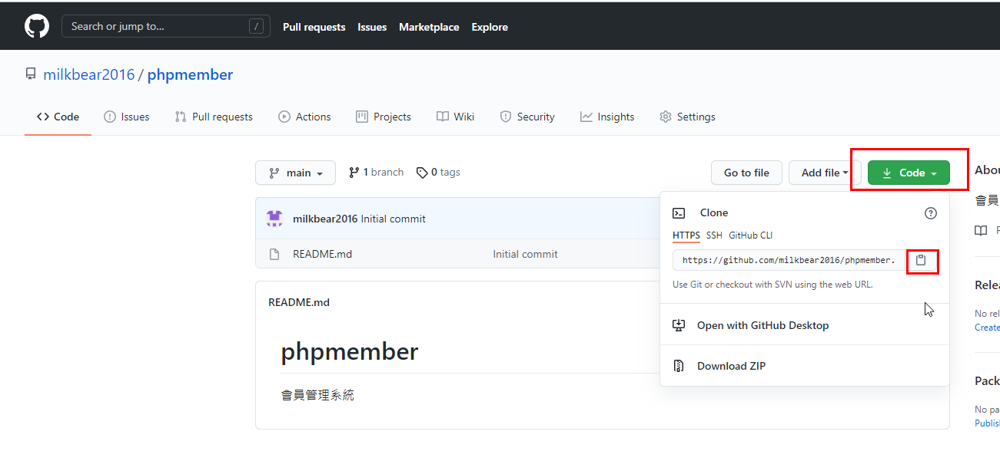 Search or jump to... /
Pull requests Issues Marketplace Explore
milkbear2016 / phpmember
Code Issues Pull requests Actions Projects Wiki Security Insights Settings
main 1 branch 0 tags Go to file Add file Code
milkbear2016 Initial commit
README.md Initial commit
Clone
HTTPS SSH GitHub CLI
https://github.com/milkbear2016/phpmember.
Use Git or checkout with SVN using the web URL.
Open with GitHub Desktop
Download ZIP
README.md
phpmember
會員管理系統
Abou
會員
R
Relea
No rel
Create
Pack
No pa
Publis